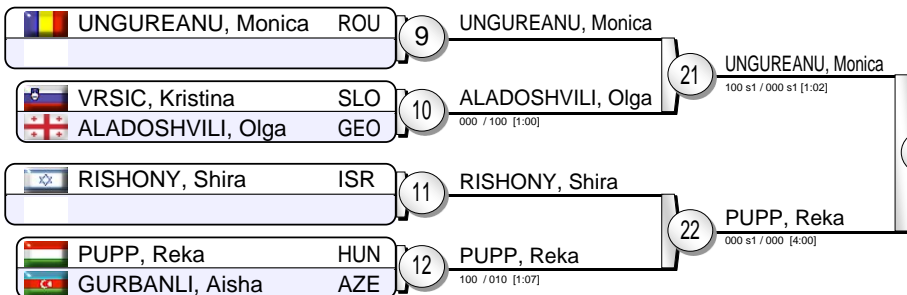 UNGUREANU, Monica ROU
9
UNGUREANU, Monica
VRSIC, Kristina SLO
ALADOSHVILI, Olga GEO
10
ALADOSHVILI, Olga
000 / 100 [1:00]
21
UNGUREANU, Monica
100 s1 / 000 s1 [1:02]
RISHONY, Shira ISR
11
RISHONY, Shira
PUPP, Reka HUN
GURBANLI, Aisha AZE
12
PUPP, Reka
100 / 010 [1:07]
22
PUPP, Reka
000 s1 / 000 [4:00]